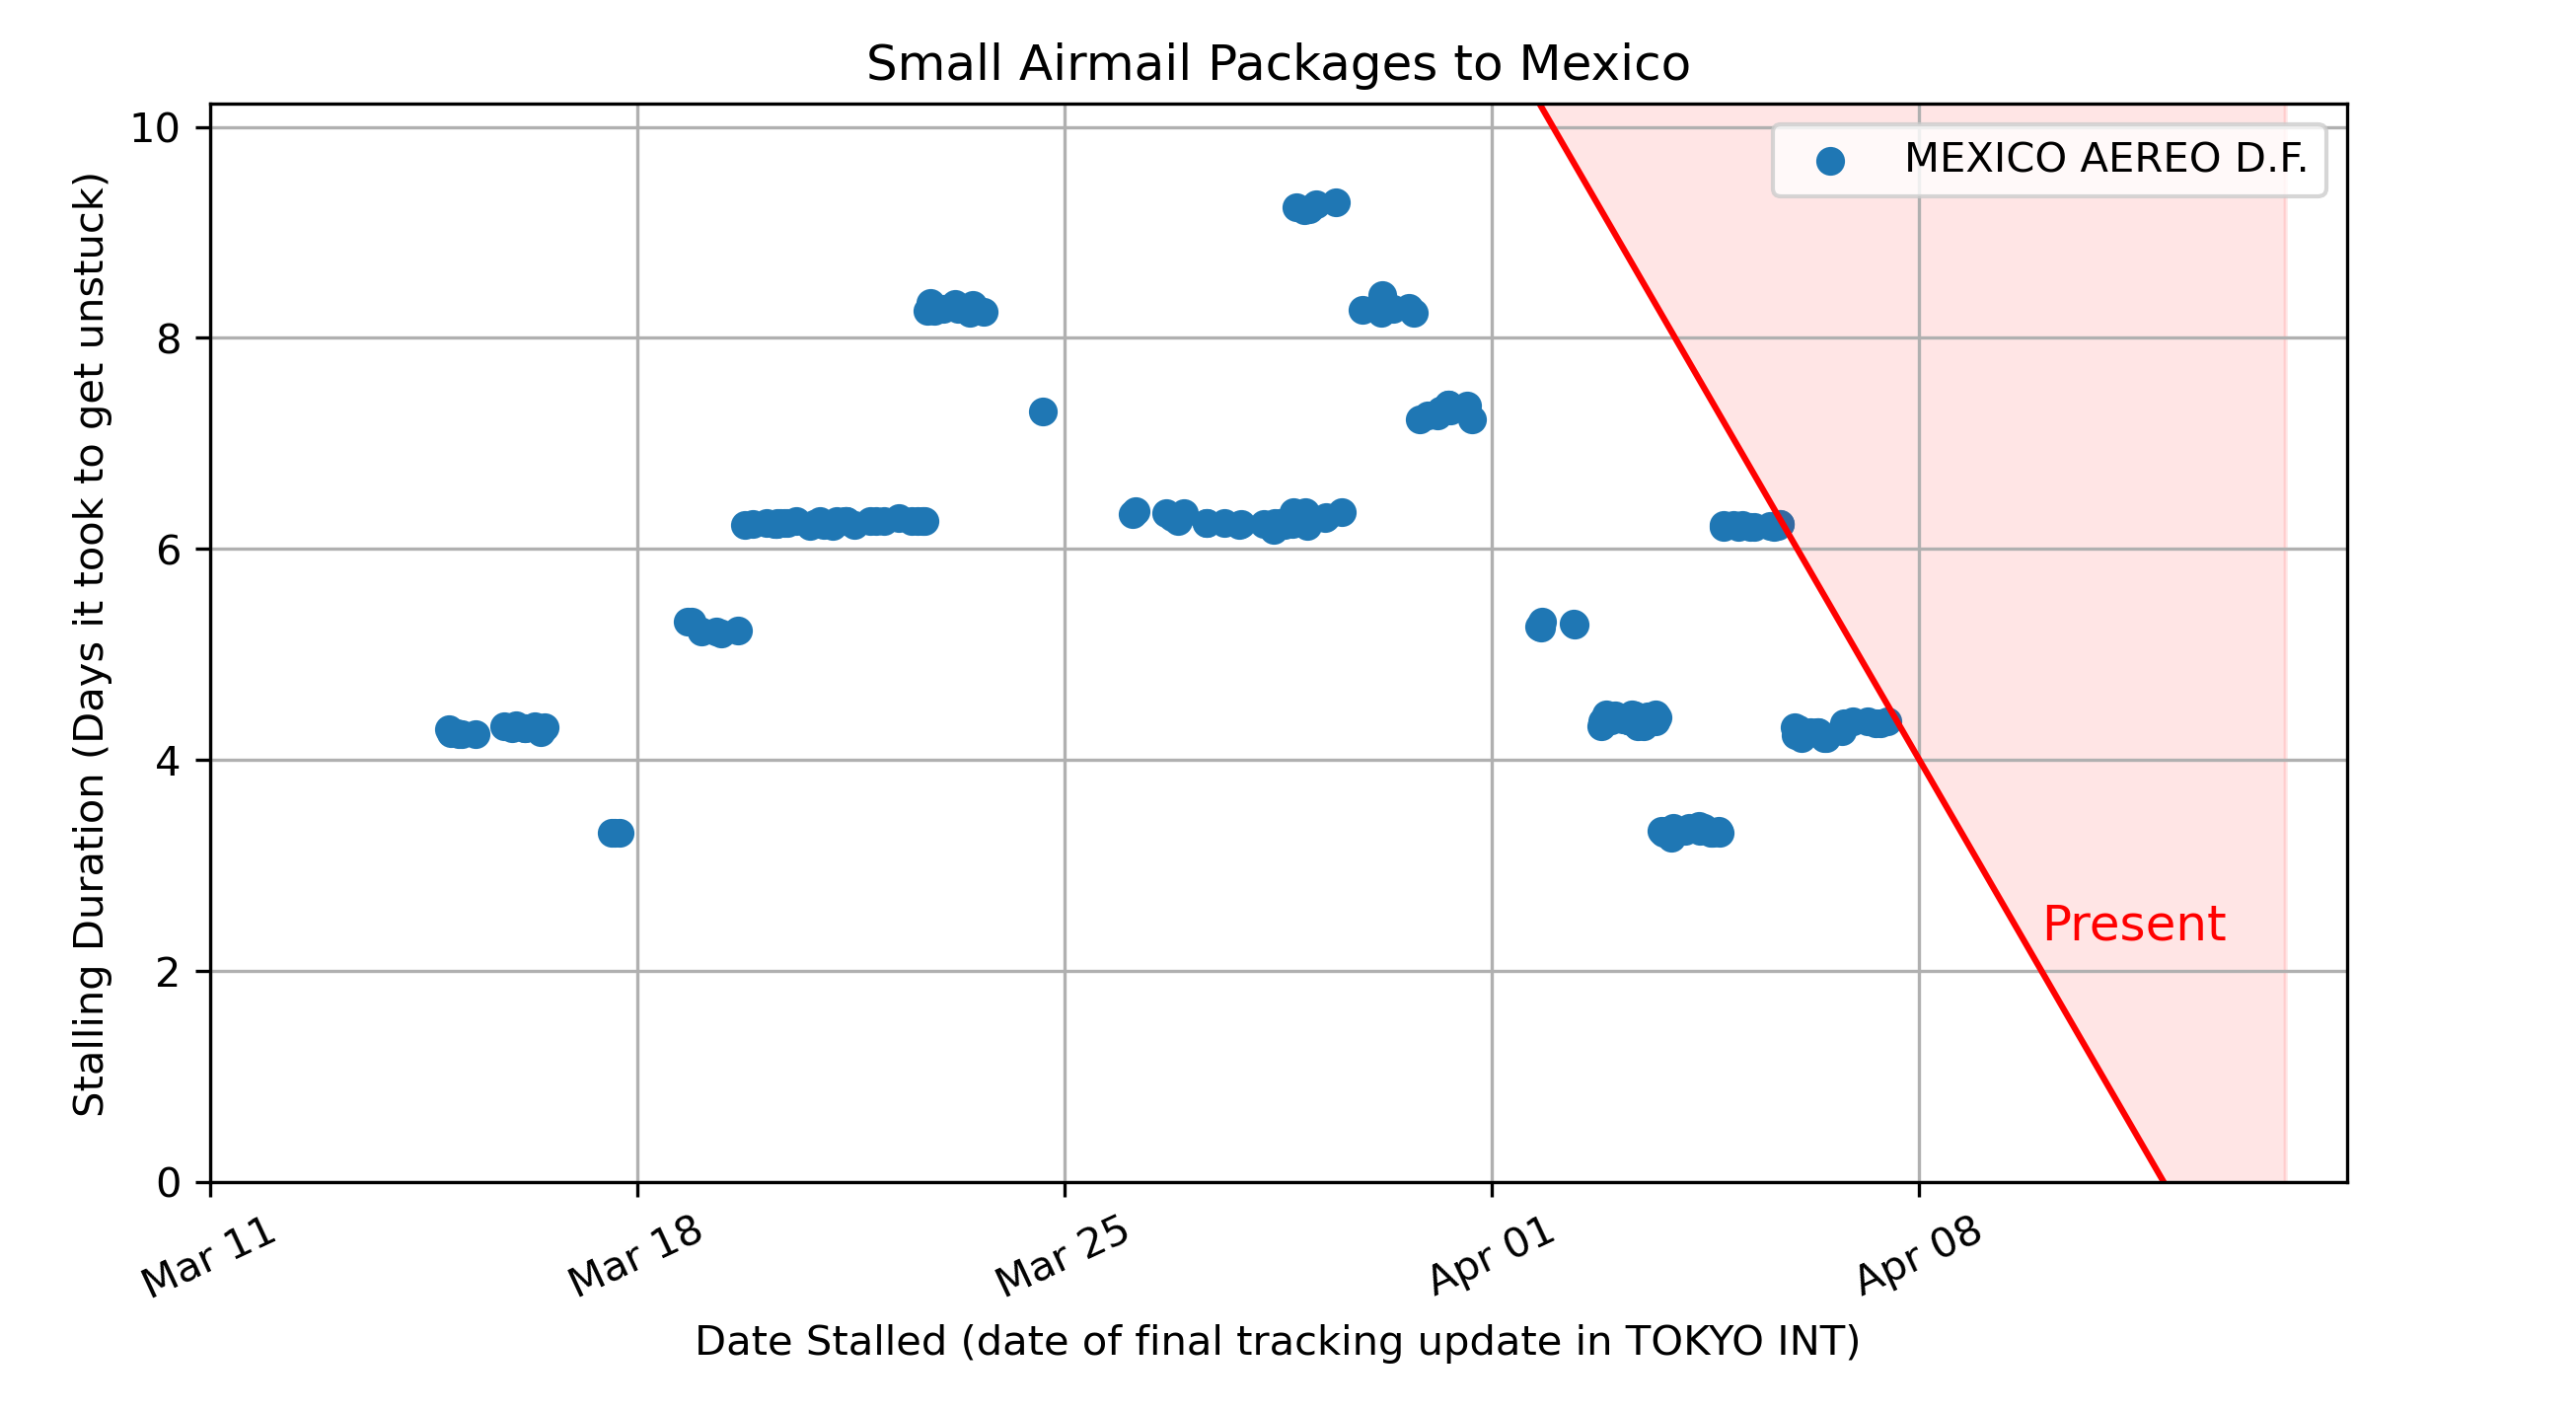 Small Airmail Packages to Mexico
Stalling Duration (Days it took to get unstuck)
10
8
6
4
2
0
MEXICO AEREO D.F.
Present
Mar 11
Mar 18
Mar 25
Apr 01
Apr 08
Date Stalled (date of final tracking update in TOKYO INT)